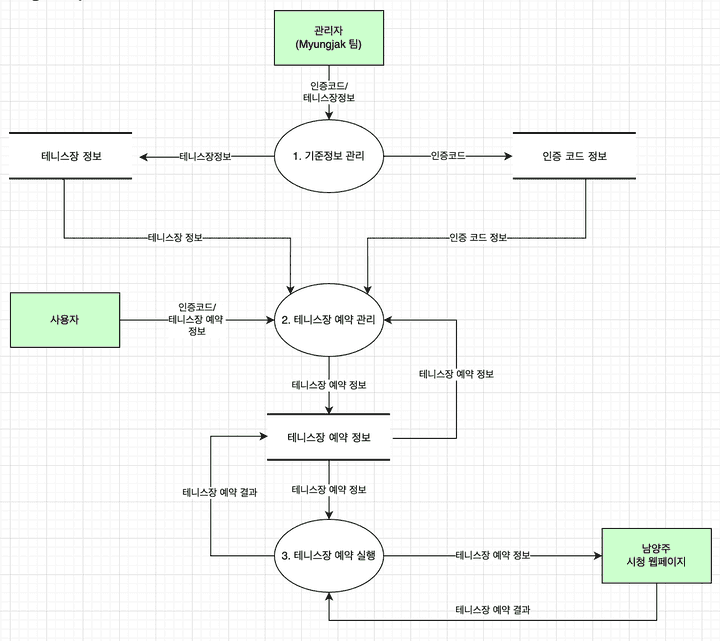 관리자
(Myungjak 팀)
인증코드/
테니스장정보
테니스장 정보
테니스장정보
1. 기준정보 관리
인증코드
인증 코드 정보
테니스장 정보
인증 코드 정보
사용자
인증코드/
테니스장 예약
정보
2. 테니스장 예약 관리
테니스장 예약 정보
테니스장 예약 정보
테니스장 예약 정보
테니스장 예약 결과
테니스장 예약 정보
3. 테니스장 예약 실행
테니스장 예약 정보
남양주
시청 웹페이지
테니스장 예약 결과